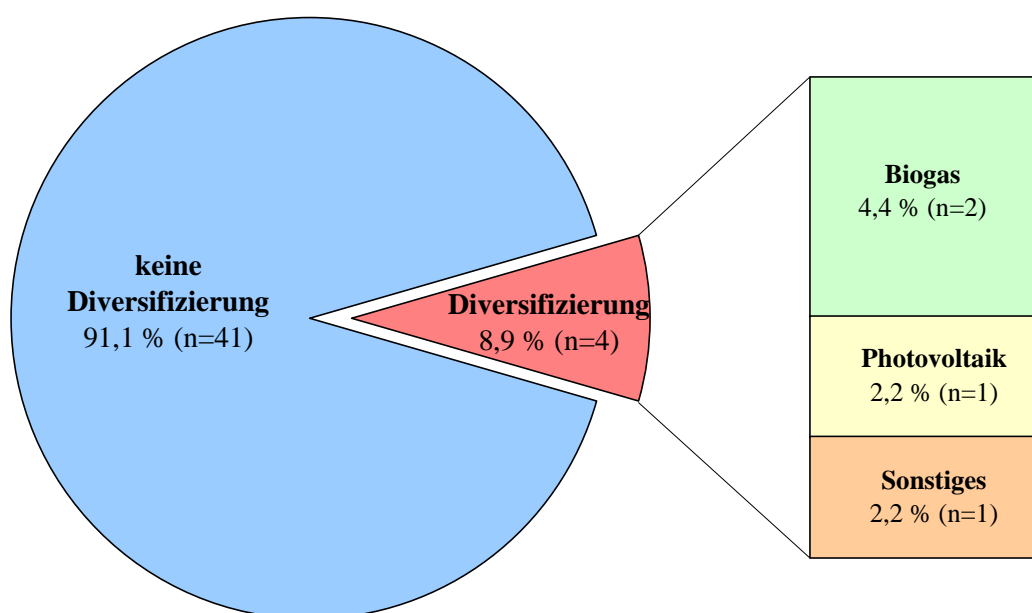 keine
Diversifizierung
91,1 % (n=41)
Diversifizierung
8,9 % (n=4)
Biogas
4,4 % (n=2)
Photovoltaik
2,2 % (n=1)
Sonstiges
2,2 % (n=1)